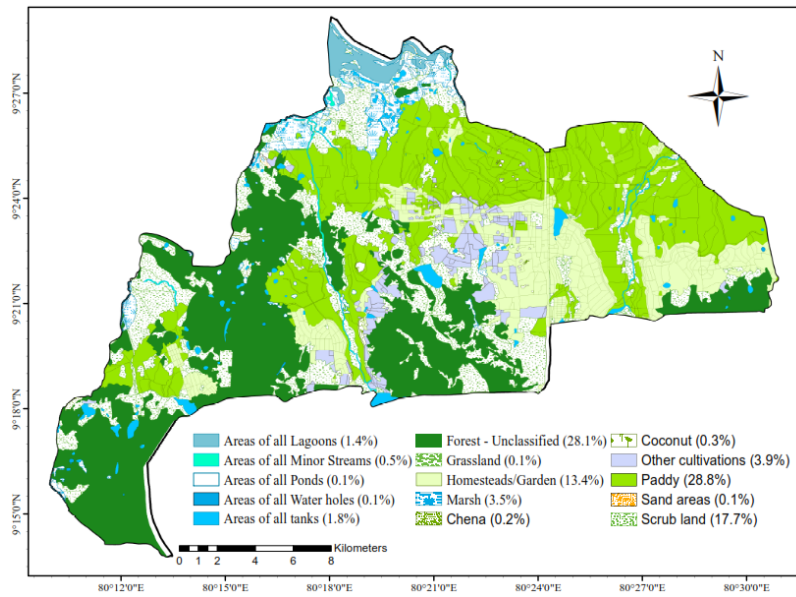 N
9°27'0"N
9°24'0"N
9°21'0"N
9°18'0"N
9°15'0"N
Areas of all Lagoons (1.4%)
Areas of all Minor Streams (0.5%)
Areas of all Ponds (0.1%)
Areas of all Water holes (0.1%)
Areas of all tanks (1.8%)
Forest - Unclassified (28.1%)
Grassland (0.1%)
Homesteads/Garden (13.4%)
Marsh (3.5%)
Chena (0.2%)
Coconut (0.3%)
Other cultivations (3.9%)
Paddy (28.8%)
Sand areas (0.1%)
Scrub land (17.7%)
Kilometers
0 1 2 4 6 8
80°12'0"E 80°15'0"E 80°18'0"E 80°21'0"E 80°24'0"E 80°27'0"E 80°30'0"E